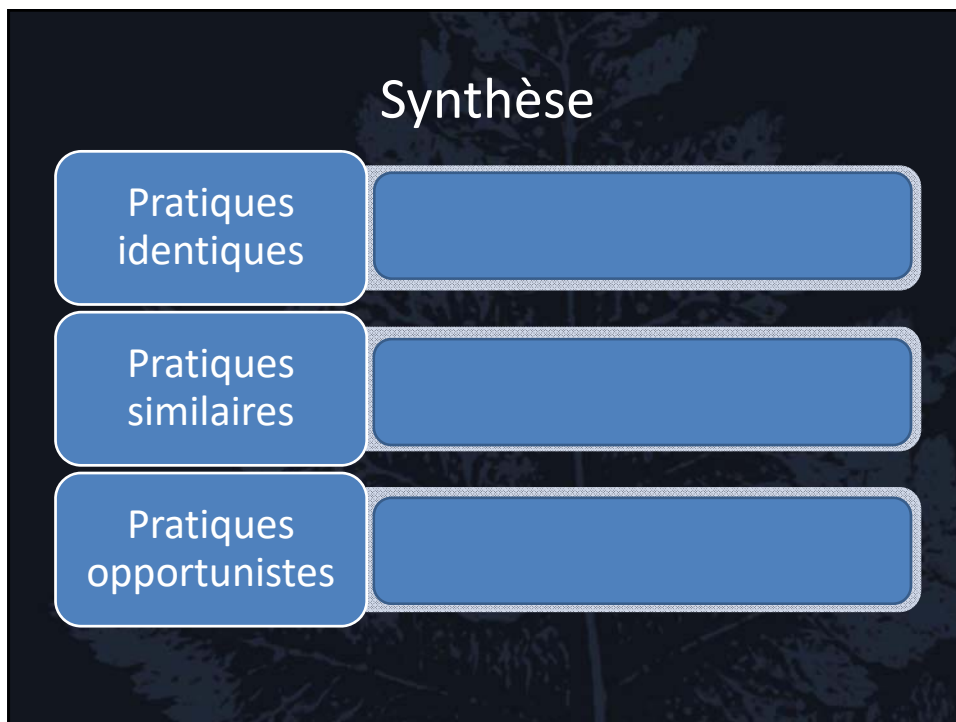 Synthèse
Pratiques
identiques
Pratiques
similaires
Pratiques
opportunistes